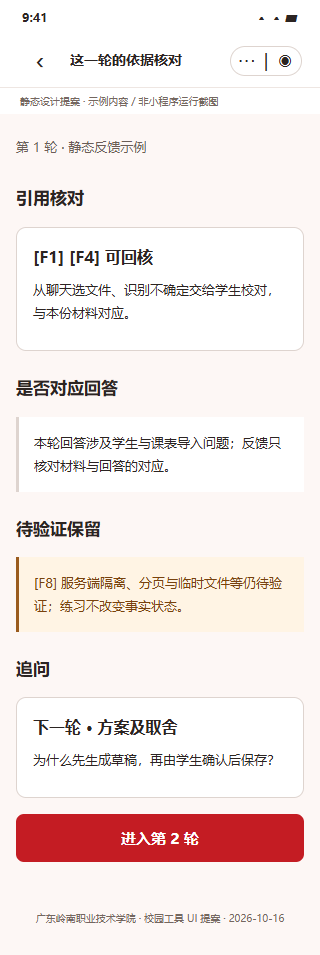 9:41
这一轮的依据核对
静态设计提案 · 示例内容 / 非小程序运行截图
第 1 轮 · 静态反馈示例
引用核对
[F1] [F4] 可回核
从聊天选文件、识别不确定交给学生校对，
与本份材料对应。
是否对应回答
本轮回答涉及学生与课表导入问题；反馈只
核对材料与回答的对应。
待验证保留
[F8] 服务端隔离、分页与临时文件等仍待验
证；练习不改变事实状态。
追问
下一轮 · 方案及取舍
为什么先生成草稿，再由学生确认后保存？
进入第 2 轮
广东岭南职业技术学院 · 校园工具 UI 提案 · 2026-10-16